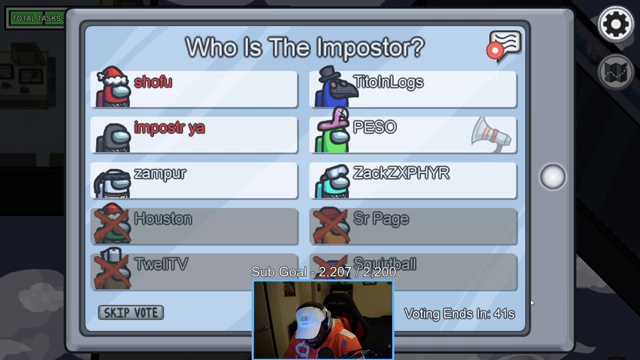 TOTAL TASKS
Who Is The Impostor?
shofu
TitoInLogs
impostr ya
PESO
zampur
ZackZXPHYR
Houston
Sr Page
TwellTV
Squirtball
Sub Goal - 2,207 / 2,200
SKIP VOTE
Voting Ends In: 41s